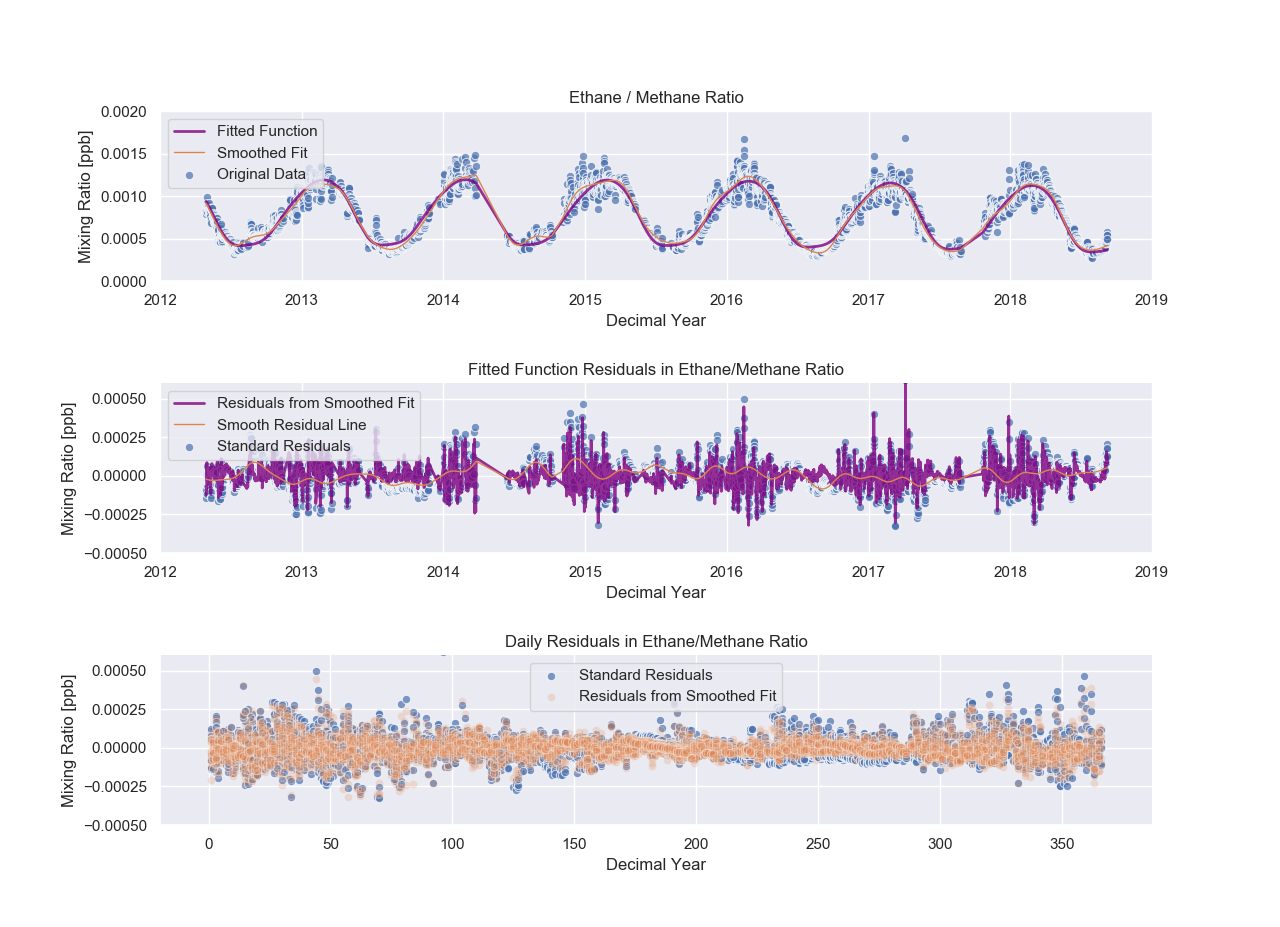 Ethane / Methane Ratio
Mixing Ratio [ppb]
0.0020
0.0015
0.0010
0.0005
0.0000
Fitted Function
Smoothed Fit
Original Data
2012 2013 2014 2015 2016 2017 2018 2019
Decimal Year
Fitted Function Residuals in Ethane/Methane Ratio
Mixing Ratio [ppb]
0.00050
0.00025
0.00000
−0.00025
−0.00050
Residuals from Smoothed Fit
Smooth Residual Line
Standard Residuals
2012 2013 2014 2015 2016 2017 2018 2019
Decimal Year
Daily Residuals in Ethane/Methane Ratio
Mixing Ratio [ppb]
0.00050
0.00025
0.00000
−0.00025
−0.00050
Standard Residuals
Residuals from Smoothed Fit
0 50 100 150 200 250 300 350
Decimal Year